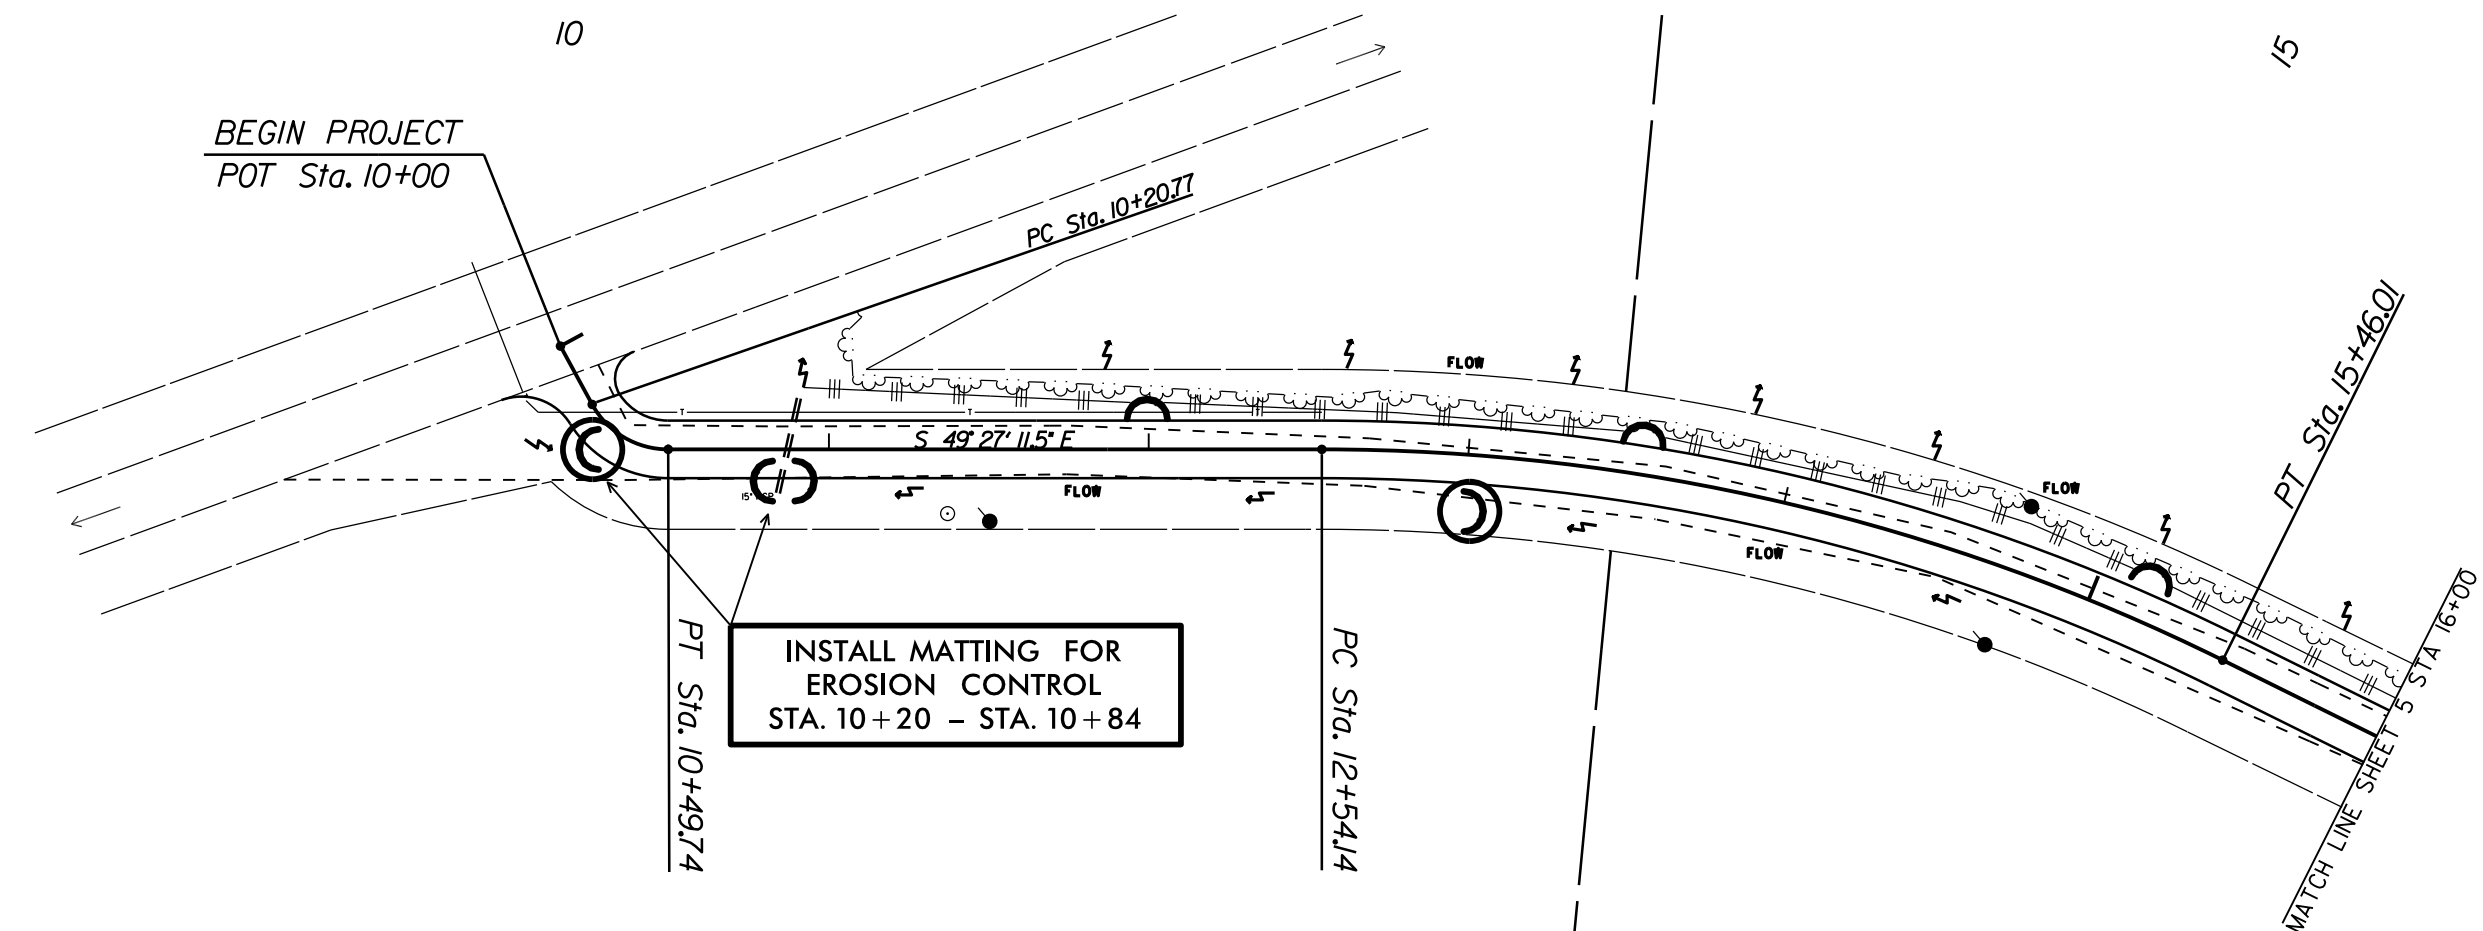 10
15
BEGIN PROJECT
POT Sta. 10+00
PC Sta. 10+20.77
FLOW
S 49° 27' 11.5" E
FLOW
FLOW
FLOW
PT Sta. 15+46.01
INSTALL MATTING FOR
EROSION CONTROL
STA. 10+20 – STA. 10+84
PT Sta. 10+49.74
PC Sta. 12+54.14
MATCH LINE SHEET 5 STA 16+00